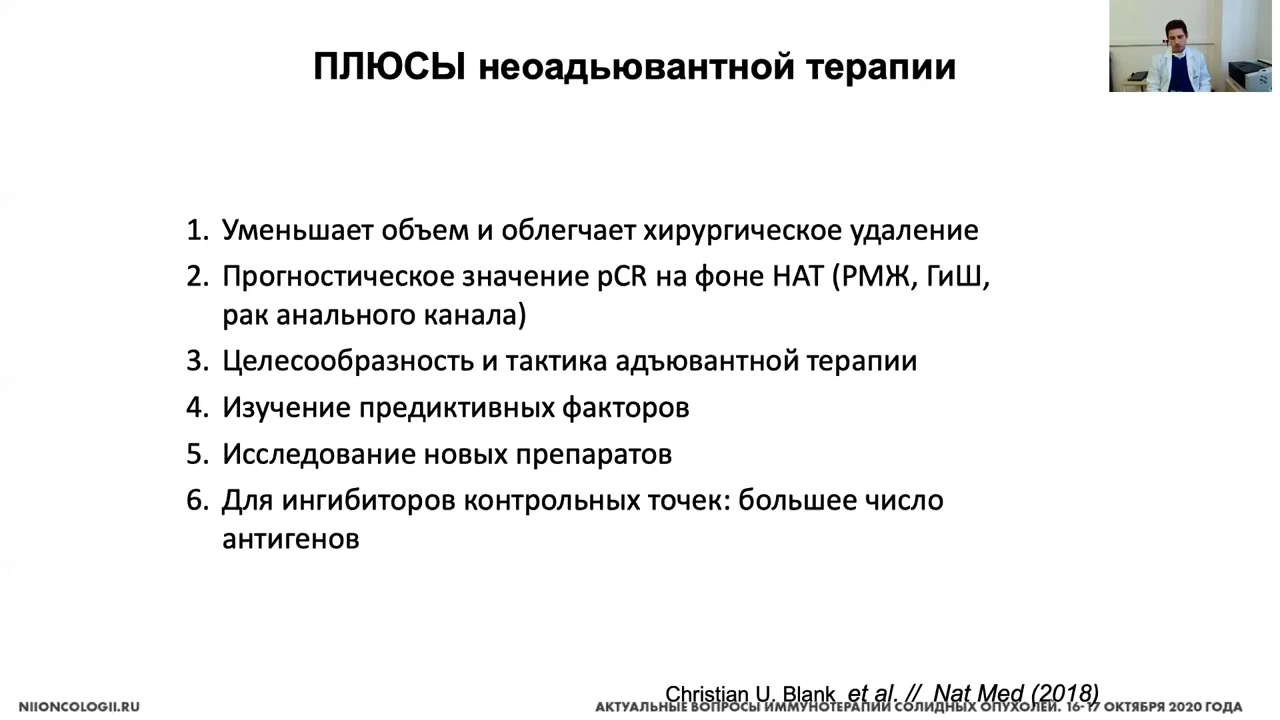 ПЛЮСЫ неоадьювантной терапии
1. Уменьшает объем и облегчает хирургическое удаление
2. Прогностическое значение pCR на фоне НАТ (РМЖ, ГиШ,
рак анального канала)
3. Целесообразность и тактика адъювантной терапии
4. Изучение предиктивных факторов
5. Исследование новых препаратов
6. Для ингибиторов контрольных точек: большее число
антигенов
Christian U. Blank et al. // Nat Med (2018)
NIIONCOLOGII.RU
АКТУАЛЬНЫЕ ВОПРОСЫ ИММУНОТЕРАПИИ СОЛИДНЫХ ОПУХОЛЕЙ. 16-17 ОКТЯБРЯ 2020 ГОДА